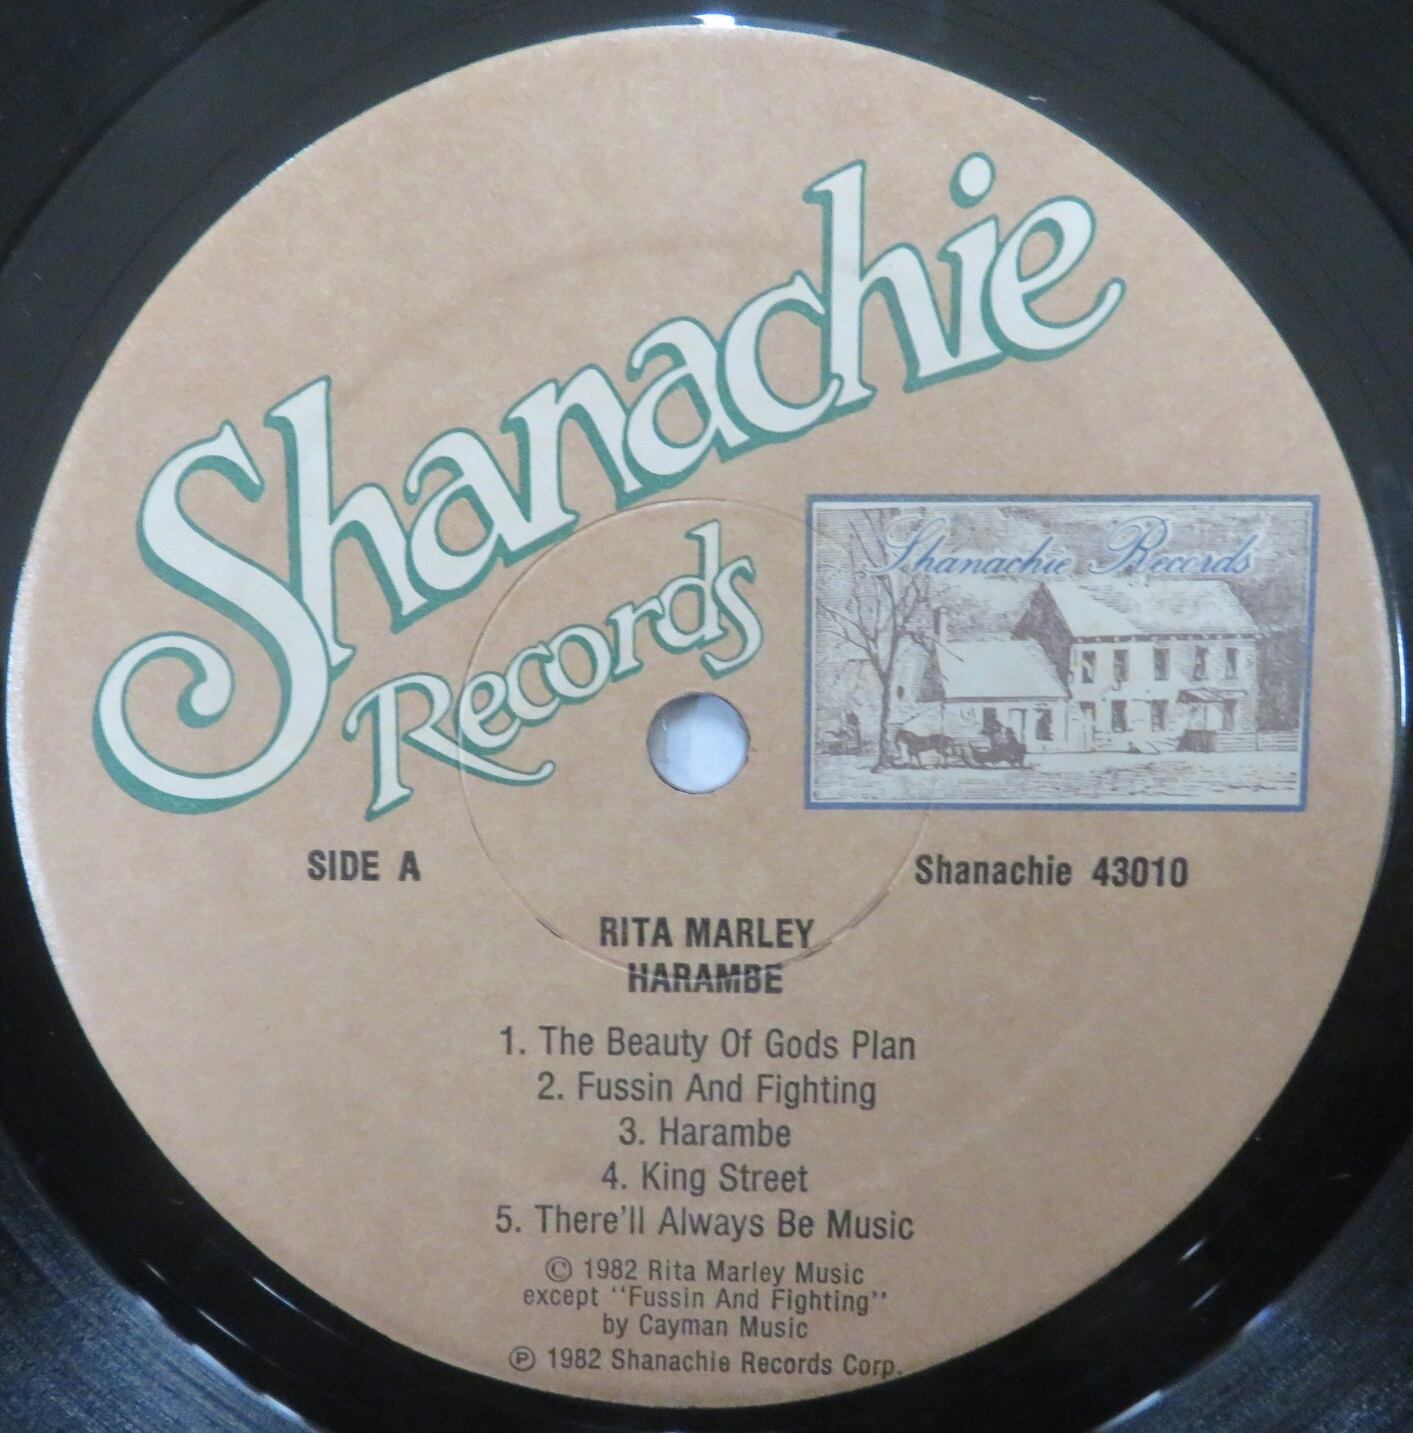 Shanachie
Records
Shanachie Records
SIDE A
Shanachie 43010
RITA MARLEY
HARAMBE
1. The Beauty Of Gods Plan
2. Fussin And Fighting
3. Harambe
4. King Street
5. There'll Always Be Music
© 1982 Rita Marley Music
except "Fussin And Fighting"
by Cayman Music
℗ 1982 Shanachie Records Corp.